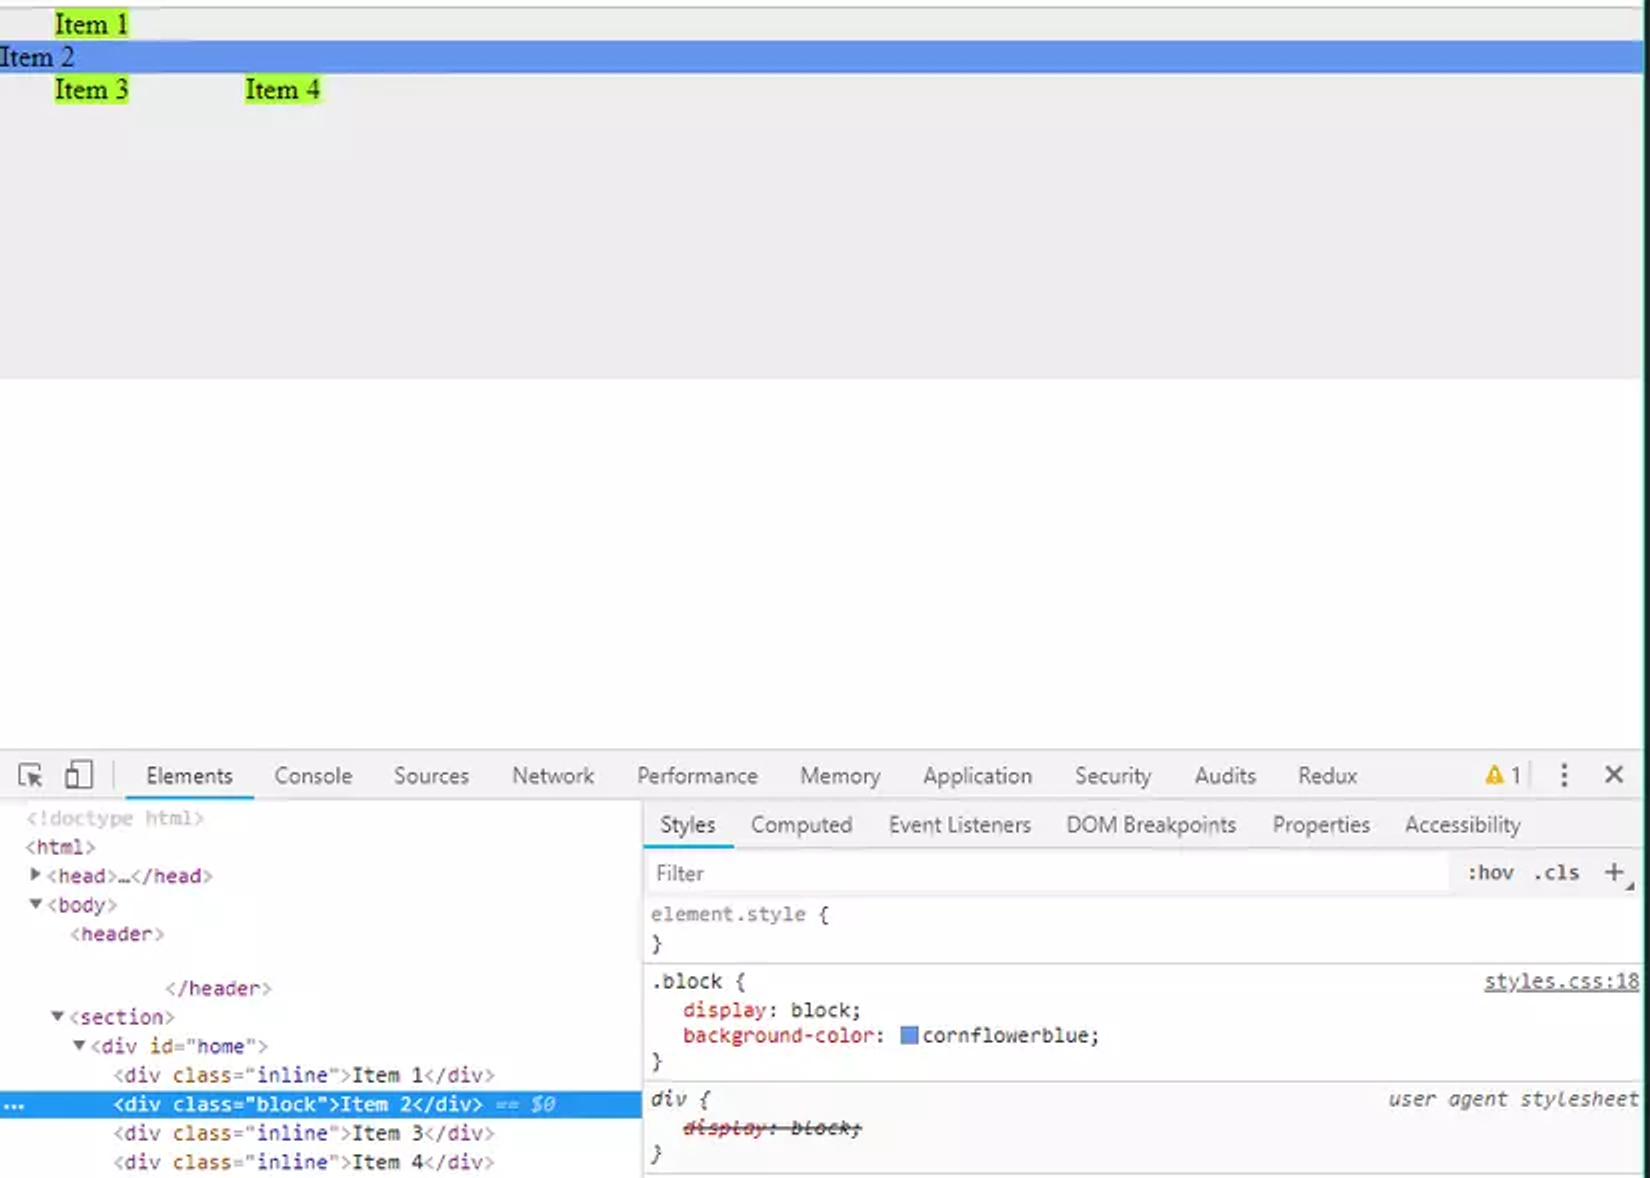 Item 1
Item 2
Item 3 Item 4
Elements Console Sources Network Performance Memory Application Security Audits Redux 1
<!doctype html>
<html>
<head>…</head>
<body>
<header>
</header>
<section>
<div id="home">
<div class="inline">Item 1</div>
<div class="block">Item 2</div> == $0
<div class="inline">Item 3</div>
<div class="inline">Item 4</div>
Styles Computed Event Listeners DOM Breakpoints Properties Accessibility
Filter :hov .cls +
element.style {
}
.block { styles.css:18
display: block;
background-color: cornflowerblue;
}
div { user agent stylesheet
display: block;
}